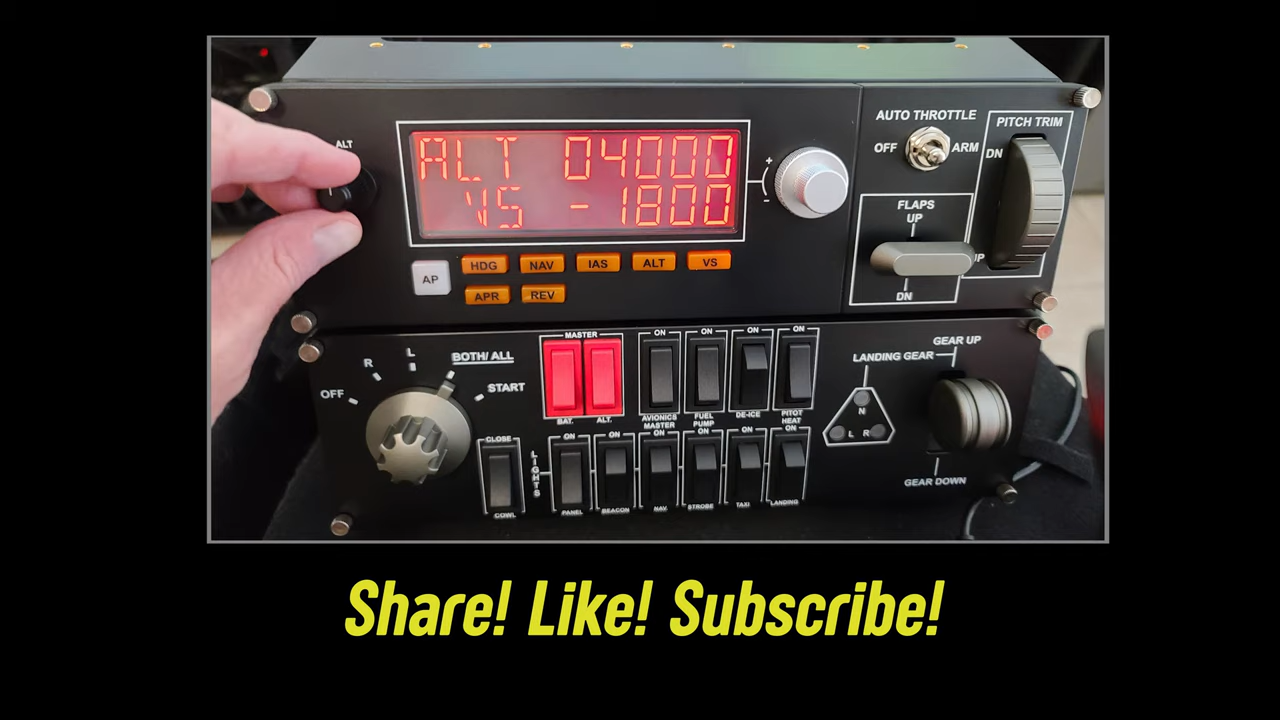 ALT
ALT 04000
VS -1800
+
-
AP
HDG
NAV
IAS
ALT
VS
APR
REV
AUTO THROTTLE
OFF
ARM
PITCH TRIM
DN
UP
FLAPS
UP
DN
OFF
R
L
BOTH/ ALL
START
MASTER
BAT.
ALT.
ON
ON
ON
ON
AVIONICS
MASTER
FUEL
PUMP
DE-ICE
PITOT
HEAT
CLOSE
COWL
LIGHTS
ON
ON
ON
ON
ON
ON
PANEL
BEACON
NAV
STROBE
TAXI
LANDING
GEAR UP
LANDING GEAR
N
L
R
GEAR DOWN
Share! Like! Subscribe!